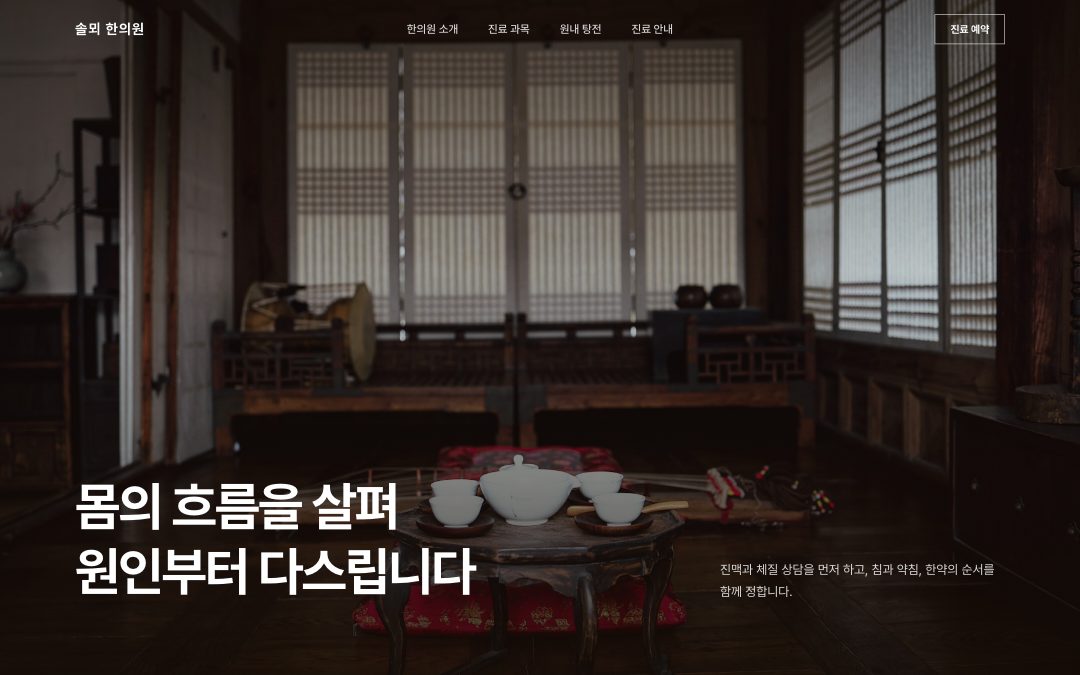 솔뫼 한의원
한의원 소개
진료 과목
원내 탕전
진료 안내
진료 예약
몸의 흐름을 살펴
원인부터 다스립니다
진맥과 체질 상담을 먼저 하고, 침과 약침, 한약의 순서를
함께 정합니다.